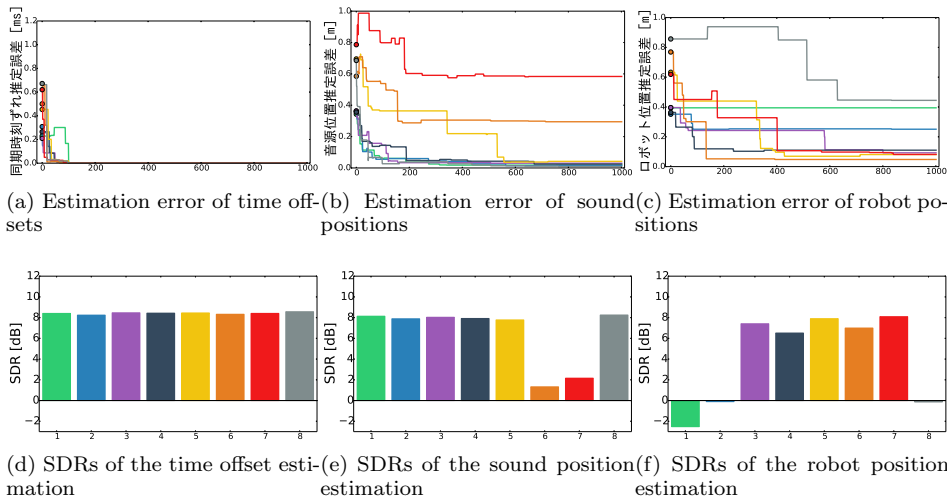 同期時刻ずれ推定誤差 [ms]
1.2
1.0
0.8
0.6
0.4
0.2
0.0
0 200 400 600 800 1000
音源位置推定誤差 [m]
1.0
0.8
0.6
0.4
0.2
0.0
0 200 400 600 800 1000
ロボット位置推定誤差 [m]
1.0
0.8
0.6
0.4
0.2
0.0
0 200 400 600 800 1000
(a) Estimation error of time off-
sets
(b) Estimation error of sound
positions
(c) Estimation error of robot po-
sitions
SDR [dB]
12
10
8
6
4
2
0
−2
1 2 3 4 5 6 7 8
SDR [dB]
12
10
8
6
4
2
0
−2
1 2 3 4 5 6 7 8
SDR [dB]
12
10
8
6
4
2
0
−2
1 2 3 4 5 6 7 8
(d) SDRs of the time offset esti-
mation
(e) SDRs of the sound position
estimation
(f) SDRs of the robot position
estimation